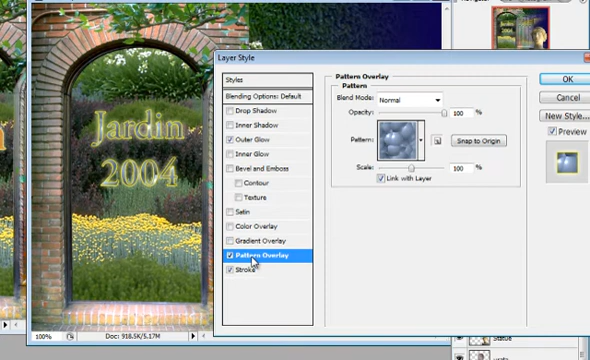 Navigator
Jardin
2004
100%
Doc: 918.5K/5.17M
Layer Style
Styles
Blending Options: Default
Drop Shadow
Inner Shadow
Outer Glow
Inner Glow
Bevel and Emboss
Contour
Texture
Satin
Color Overlay
Gradient Overlay
Pattern Overlay
Stroke
Pattern Overlay
Pattern
Blend Mode: Normal
Opacity: 100 %
Pattern:
Snap to Origin
Scale: 100 %
Link with Layer
OK
Cancel
New Style...
Preview
Statue